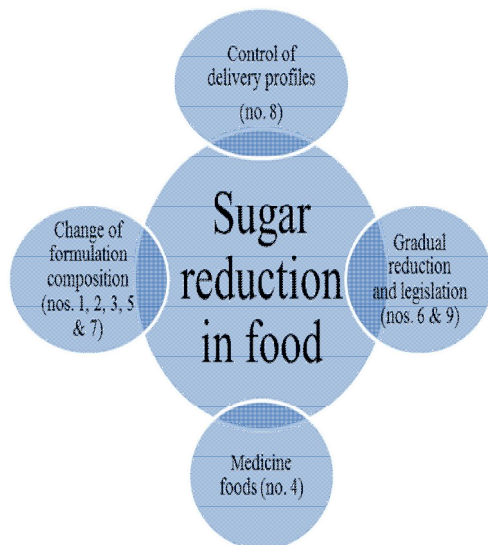 Control of
delivery profiles
(no. 8)
Change of
formulation
composition
(nos. 1, 2, 3, 5
& 7)
Sugar
reduction
in food
Gradual
reduction
and legislation
(nos. 6 & 9)
Medicine
foods (no. 4)